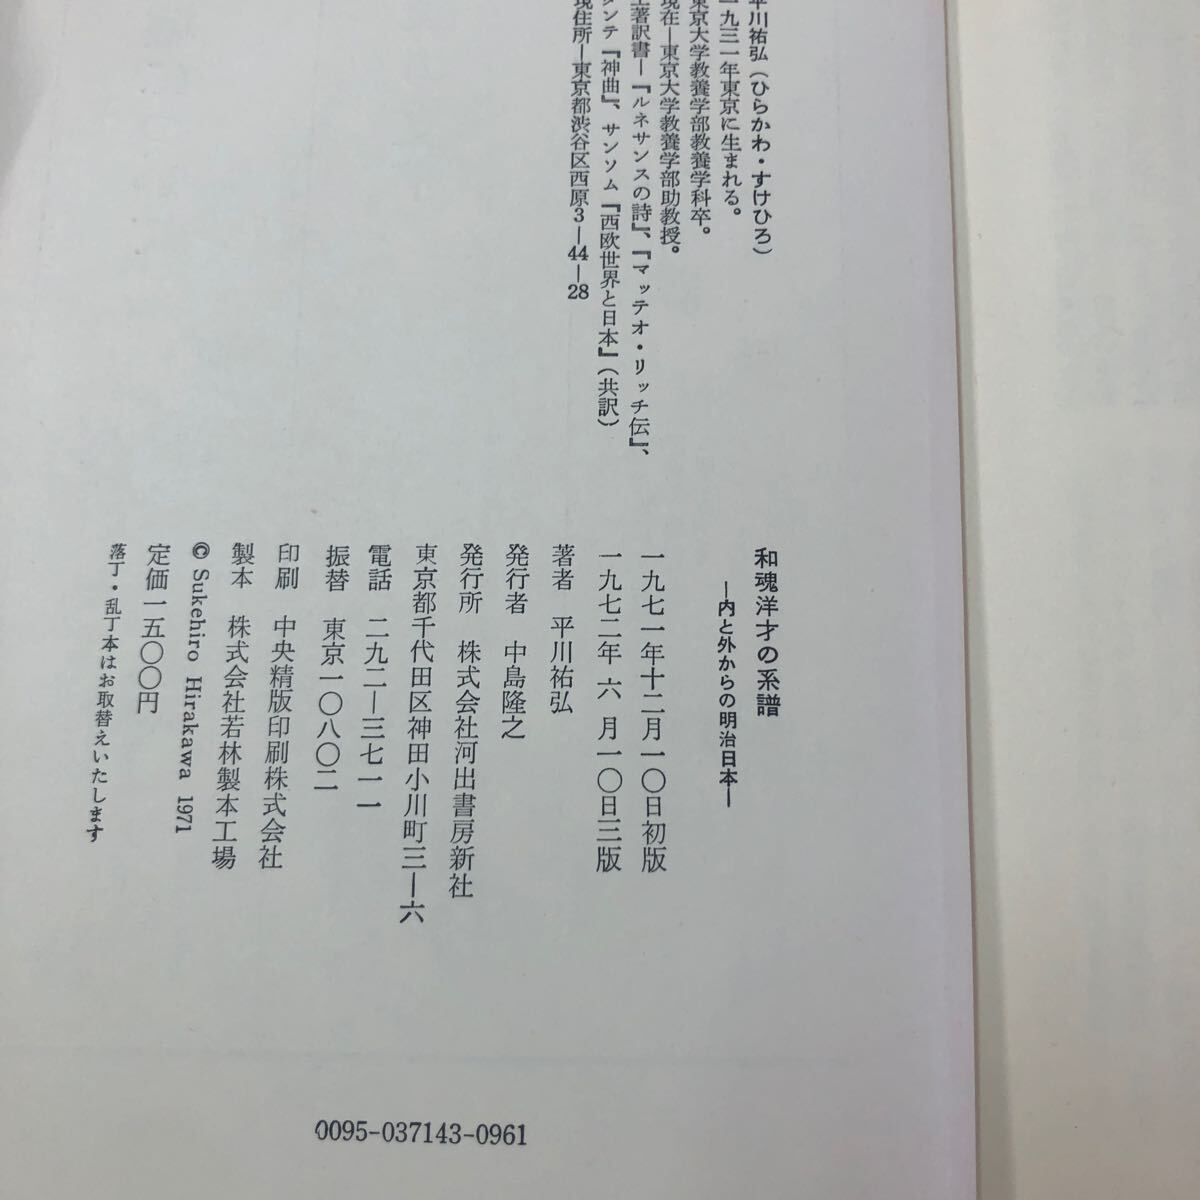 平川祐弘(ひらかわ・すけひろ)
一九三一年東京に生まれる。
東京大学教養学部教養学科卒。
現在―東京大学教養学部助教授。
主著訳書―『ルネサンスの詩』、『マッテオ・リッチ伝』、
ダンテ『神曲』、サンソム『西欧世界と日本』(共訳)
現住所―東京都渋谷区西原3―44―28
和魂洋才の系譜
―内と外からの明治日本―
一九七一年十二月一〇日初版
一九七二年 六 月一〇日三版
著者 平川祐弘
発行者 中島隆之
発行所 株式会社河出書房新社
東京都千代田区神田小川町三―六
電話 二九二―三七一一
振替 東京一〇八〇二
印刷 中央精版印刷株式会社
製本 株式会社若林製本工場
© Sukehiro Hirakawa 1971
定価一五〇〇円
落丁・乱丁本はお取替えいたします
0095-037143-0961